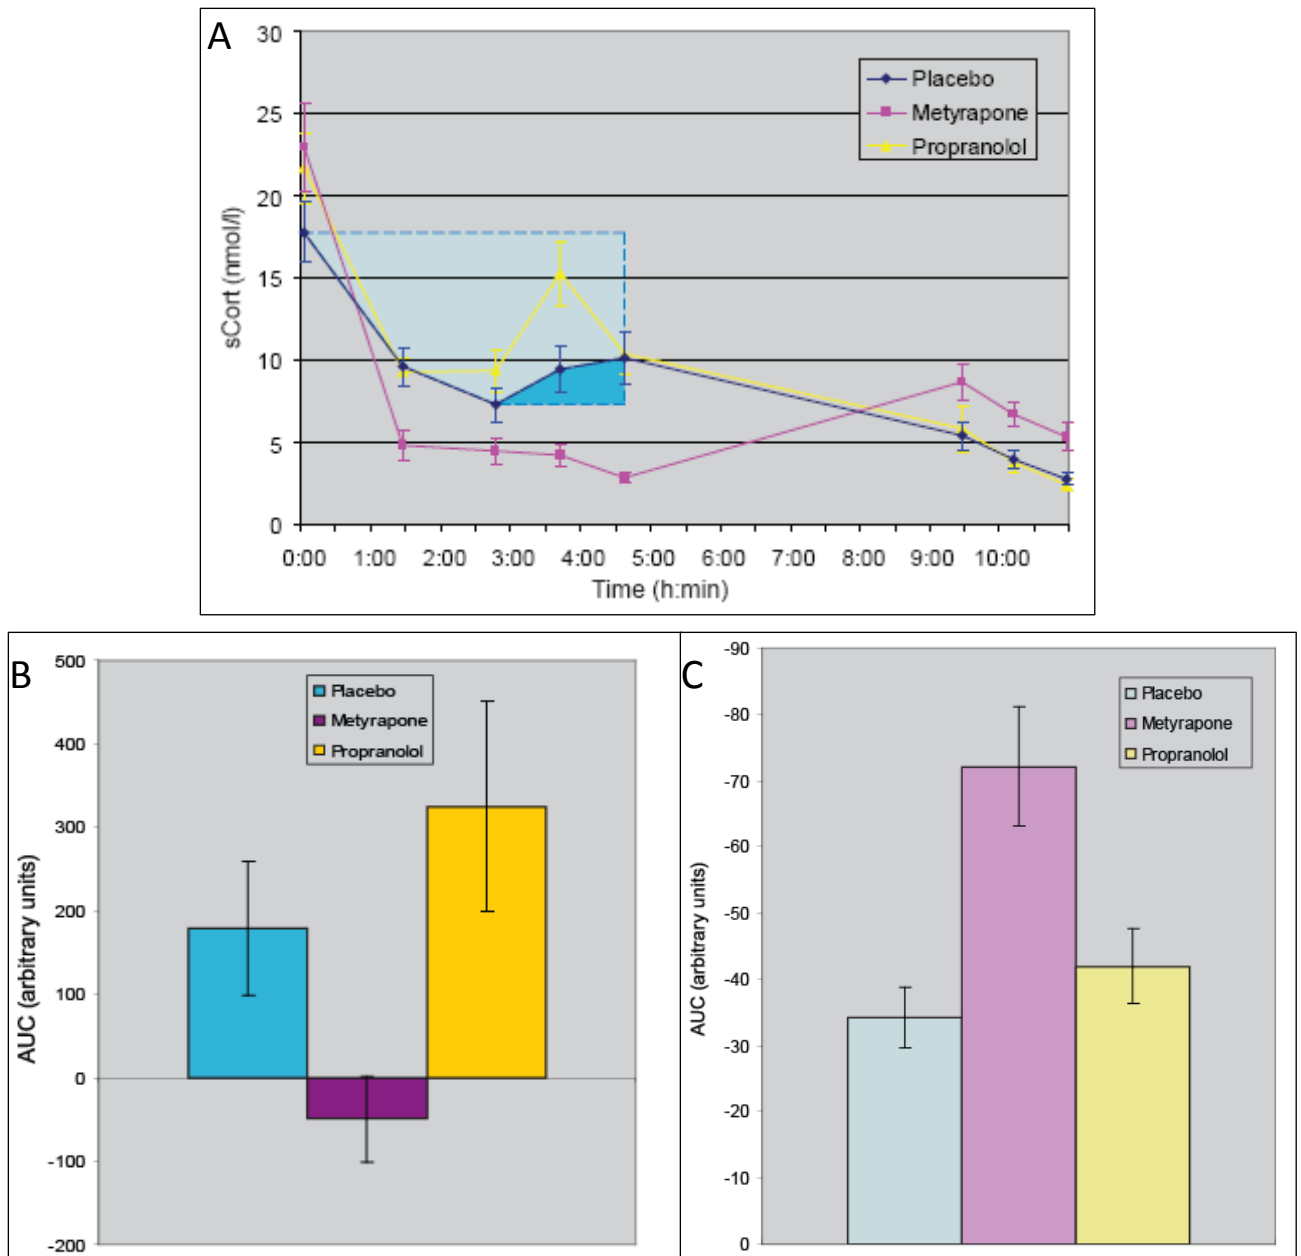 A
30
25
20
15
10
5
0
sCort (nmol/l)
Placebo
Metyrapone
Propranolol
0:00 1:00 2:00 3:00 4:00 5:00 6:00 7:00 8:00 9:00 10:00
Time (h:min)
B
500
400
300
200
100
0
-100
-200
AUC (arbitrary units)
Placebo
Metyrapone
Propranolol
C
-90
-80
-70
-60
-50
-40
-30
-20
-10
0
AUC (arbitrary units)
Placebo
Metyrapone
Propranolol